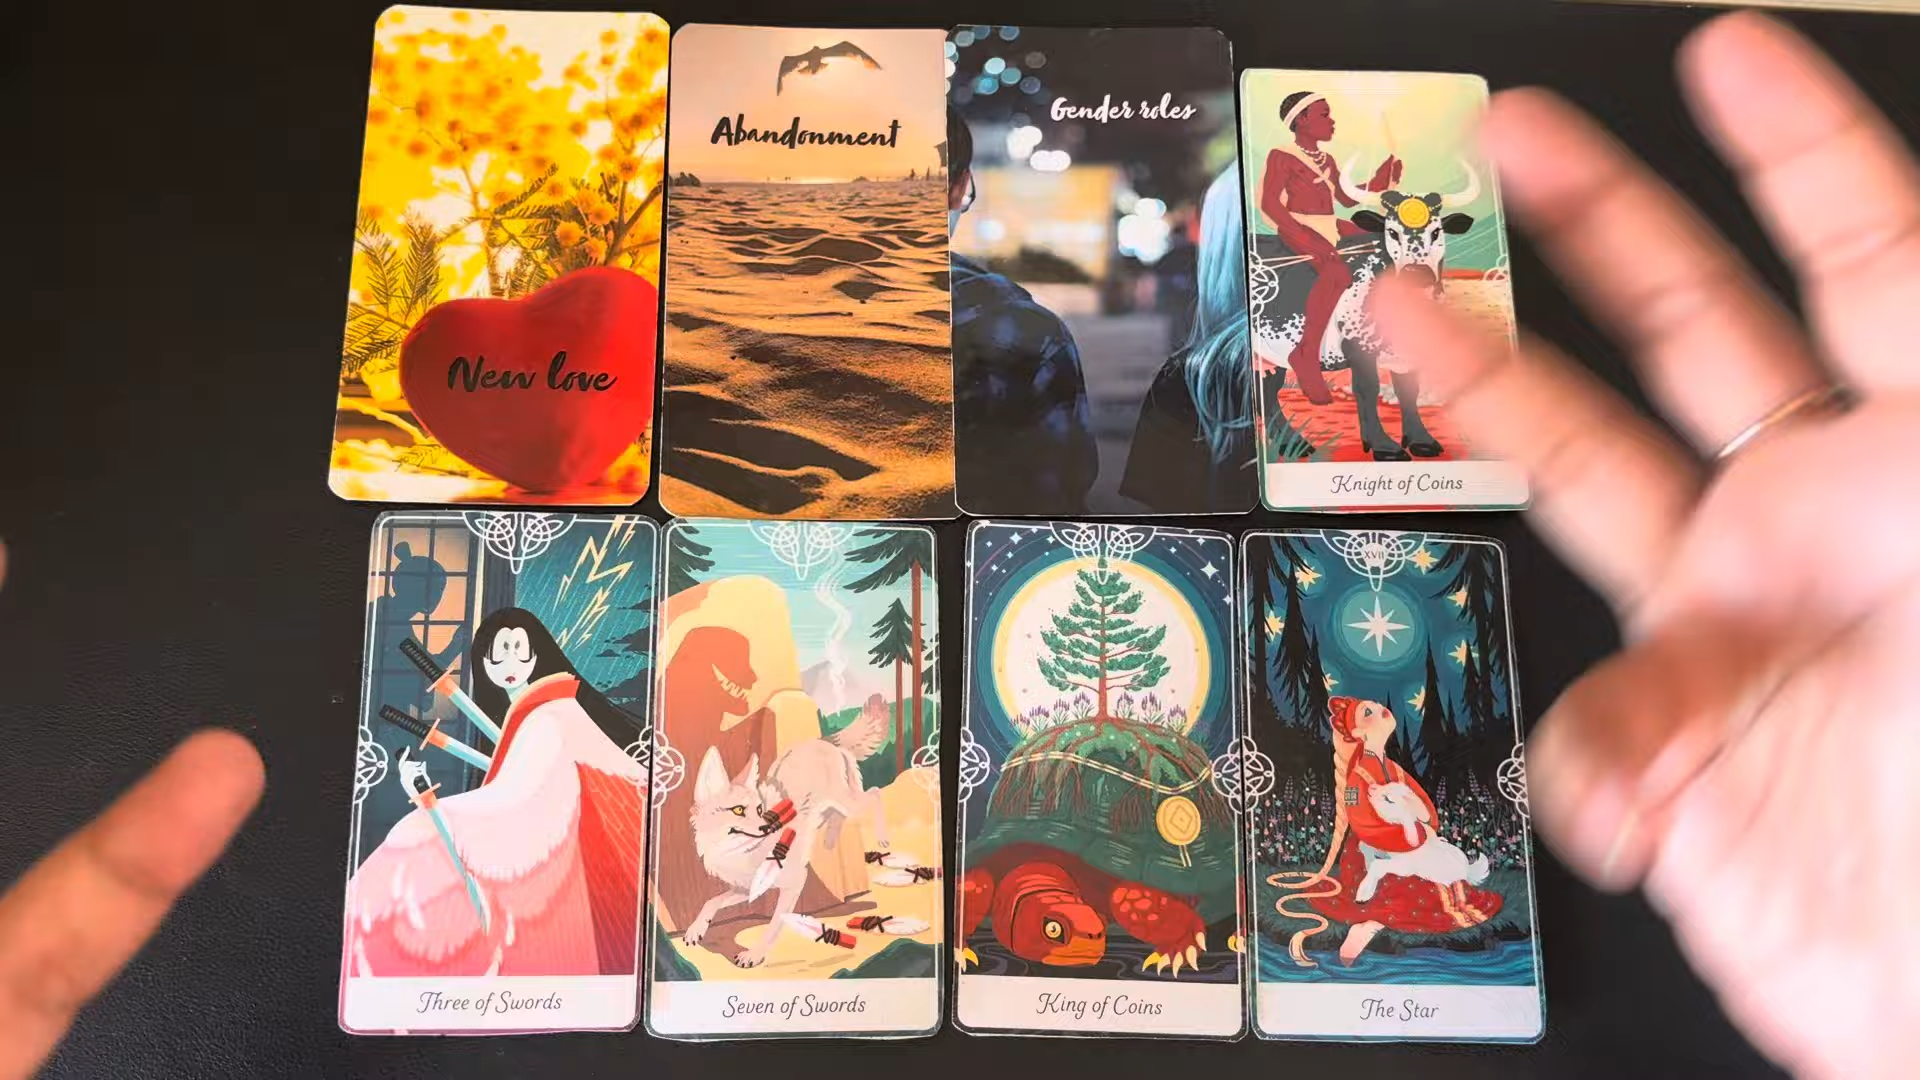 New love
Abandonment
Gender roles
Knight of Coins
Three of Swords
Seven of Swords
King of Coins
XVII
The Star